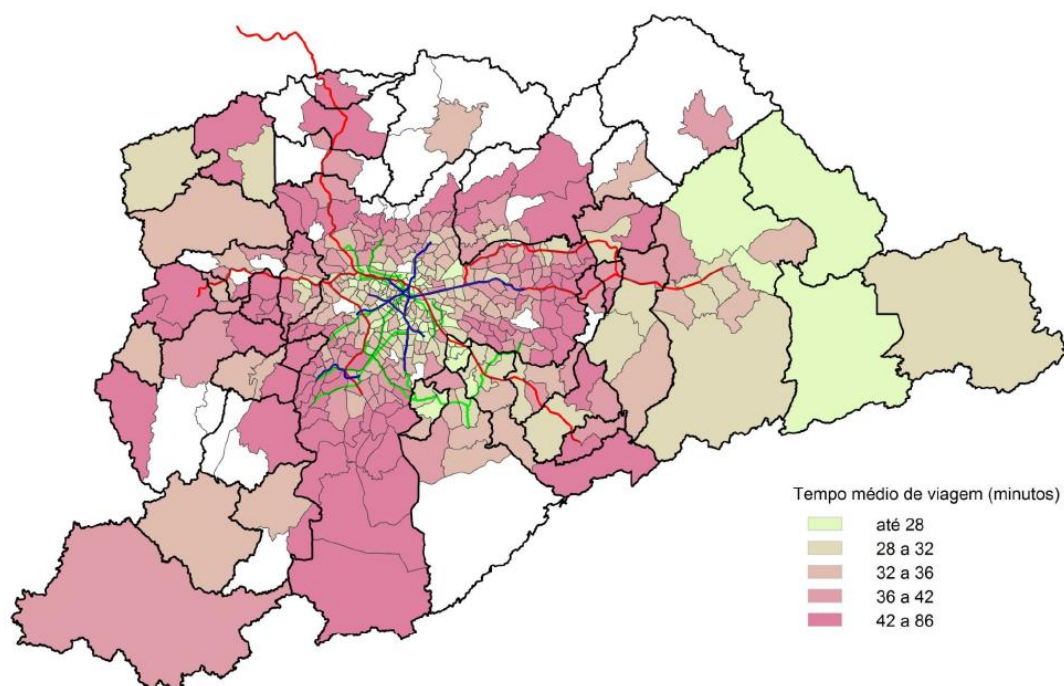 Tempo médio de viagem (minutos)
até 28
28 a 32
32 a 36
36 a 42
42 a 86